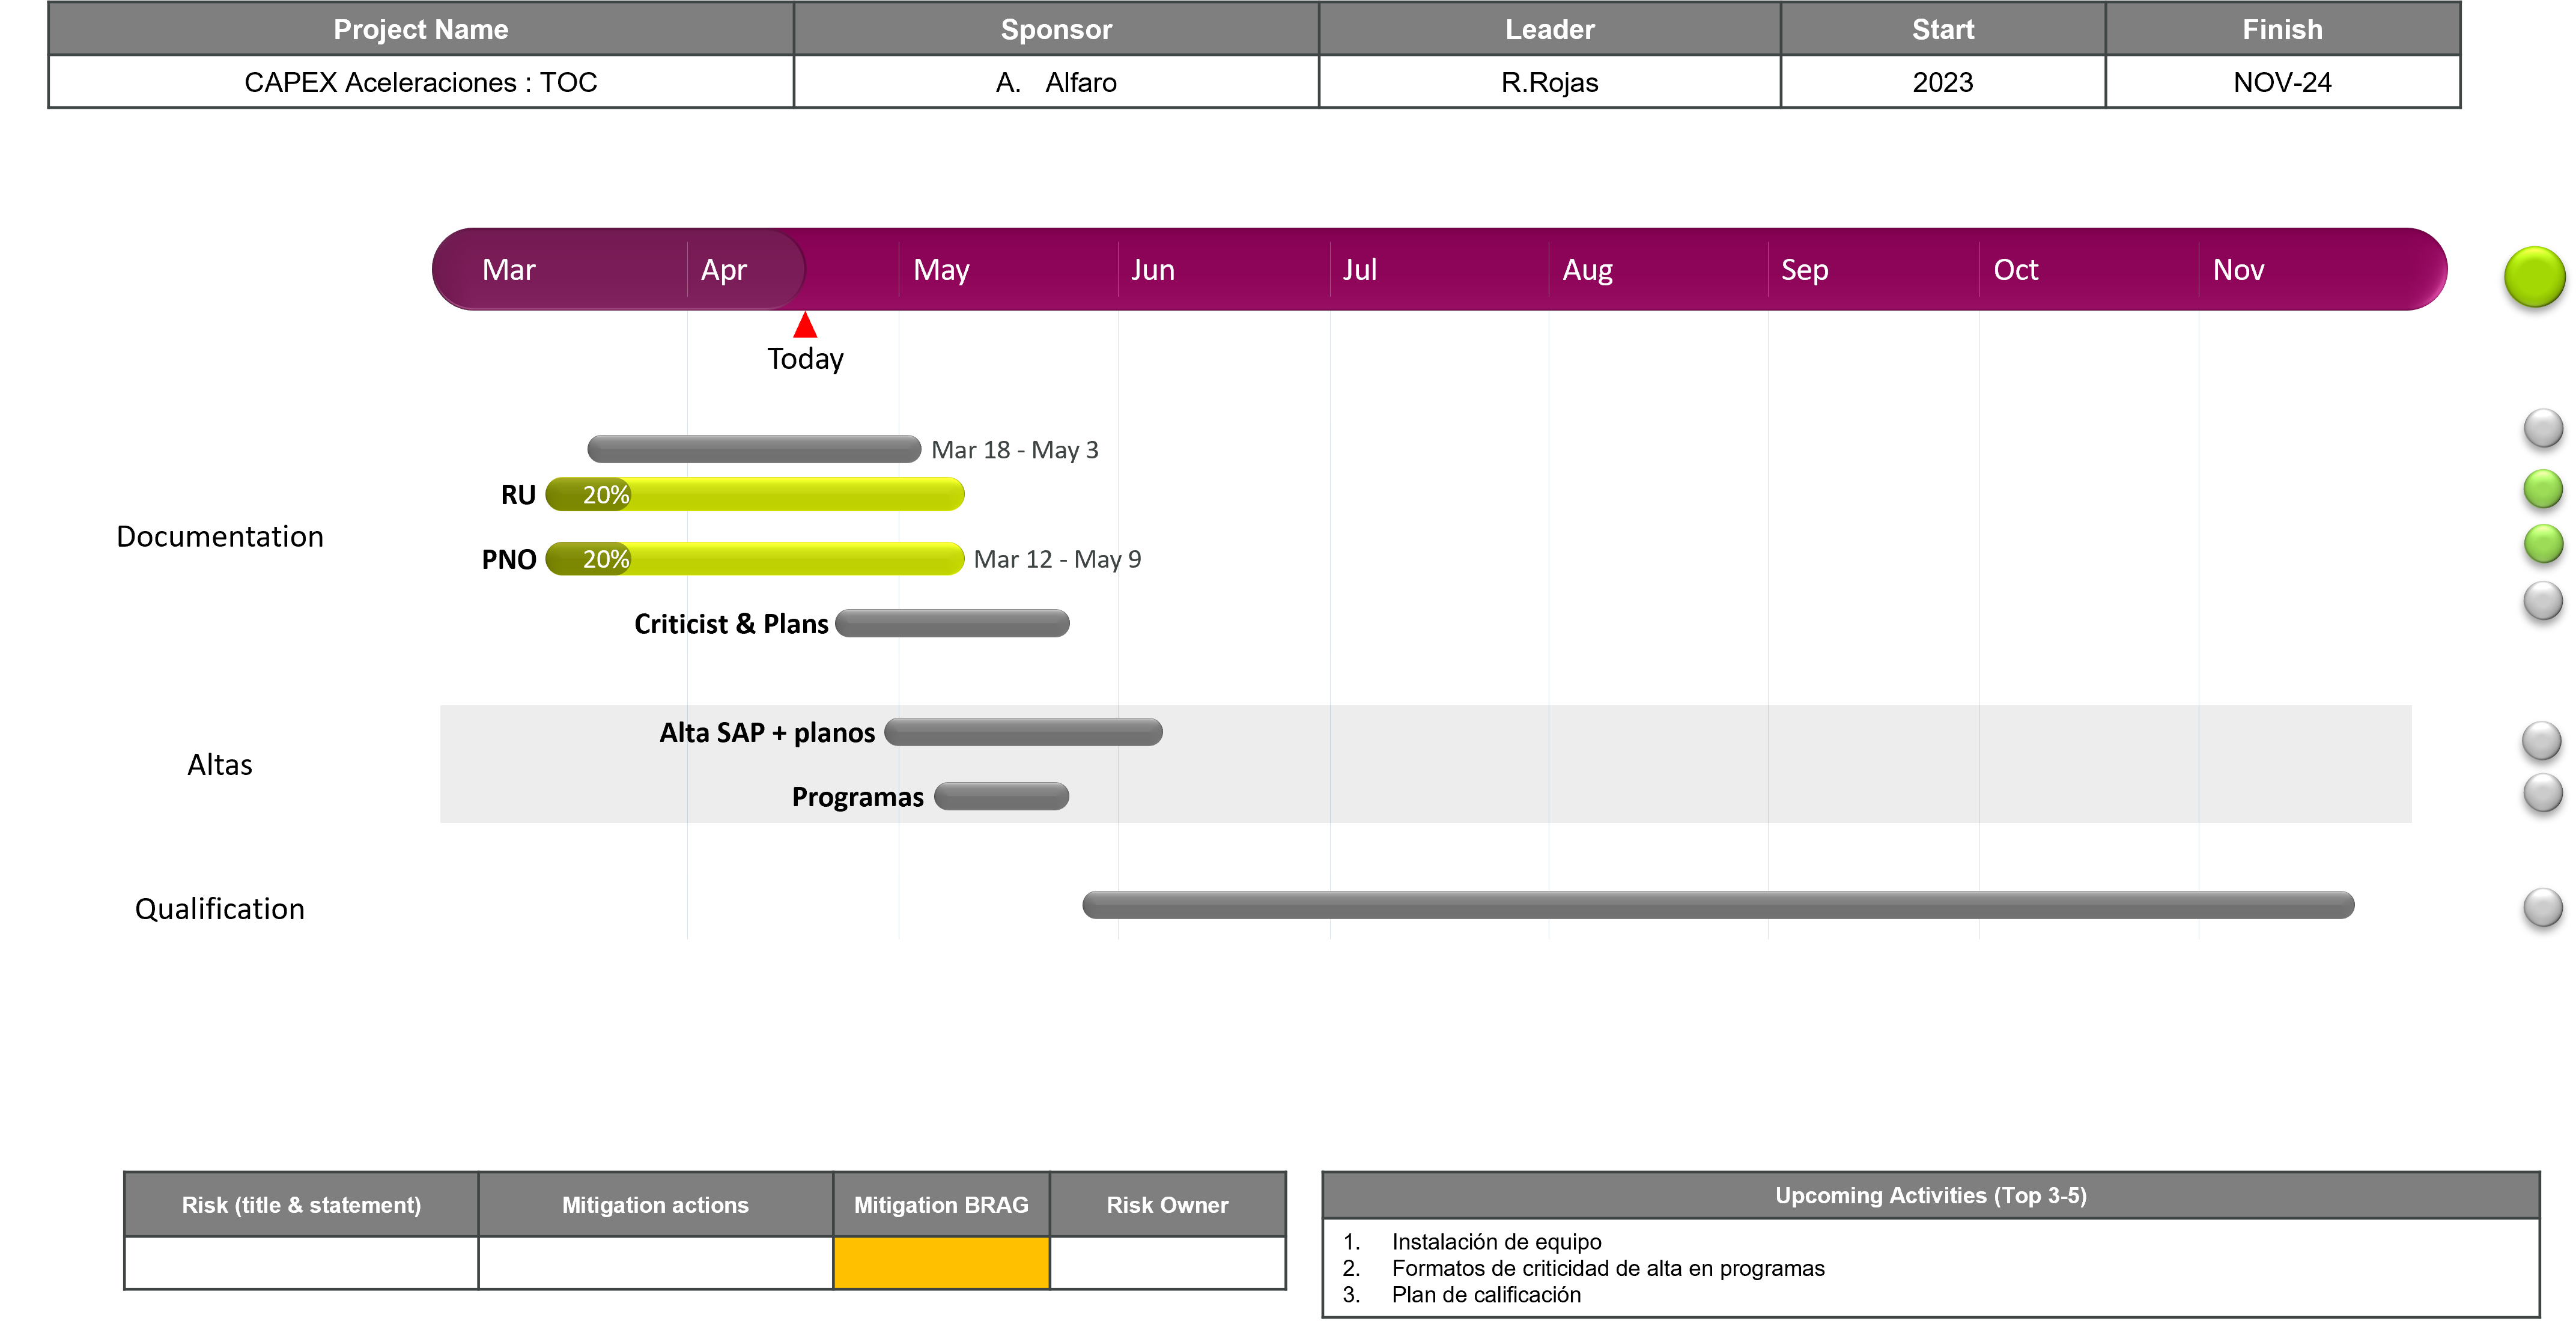 Project Name Sponsor Leader Start Finish
CAPEX Aceleraciones : TOC A. Alfaro R.Rojas 2023 NOV-24
Mar Apr May Jun Jul Aug Sep Oct Nov
Today
Mar 18 - May 3
RU 20%
Documentation
PNO 20% Mar 12 - May 9
Criticist & Plans
Alta SAP + planos
Altas
Programas
Qualification
Risk (title & statement) Mitigation actions Mitigation BRAG Risk Owner
Upcoming Activities (Top 3-5)
1. Instalación de equipo
2. Formatos de criticidad de alta en programas
3. Plan de calificación